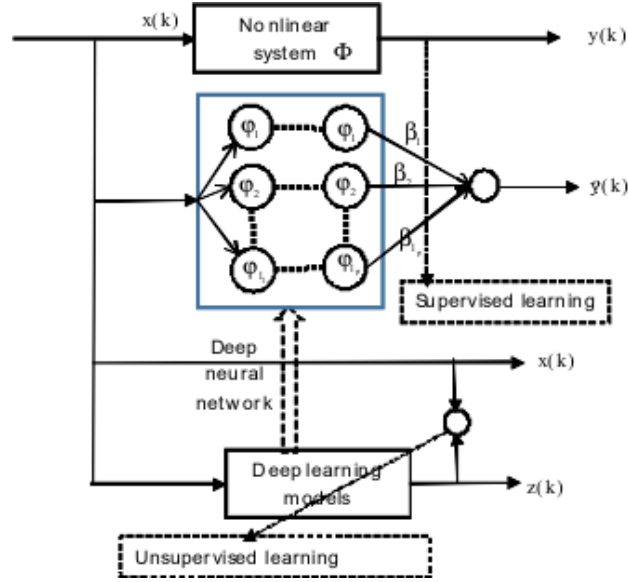 x(k)
Nonlinear
system Φ
y(k)
φ₁ φ₁ β₁
φ₂ φ₂ β₂
ŷ(k)
φ φ β
Supervised learning
Deep
neural
network
x(k)
Deep learning
models
z(k)
Unsupervised learning